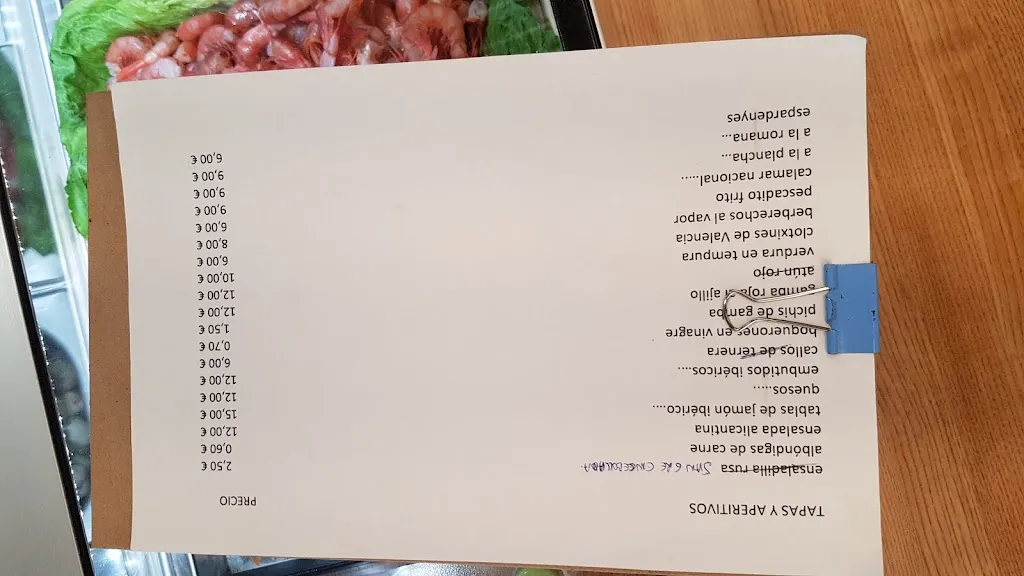 TAPAS Y APERITIVOS PRECIO
ensaladilla rusa SANGRE ENCEBOLLADA 2,50 €
albóndigas de carne 0,60 €
ensalada alicantina 12,00 €
tablas de jamón ibérico.... 15,00 €
quesos..... 12,00 €
embutidos ibéricos.... 12,00 €
callos de ternera 6,00 €
boquerones en vinagre 0,70 €
pichis de gamba 1,50 €
gamba roja al ajillo 12,00 €
atún rojo 12,00 €
verdura en tempura 10,00 €
clotxines de Valencia 6,00 €
berberechos al vapor 8,00 €
pescadito frito 6,00 €
calamar nacional..... 9,00 €
a la plancha... 9,00 €
a la romana... 9,00 €
espardenyes 6,00 €